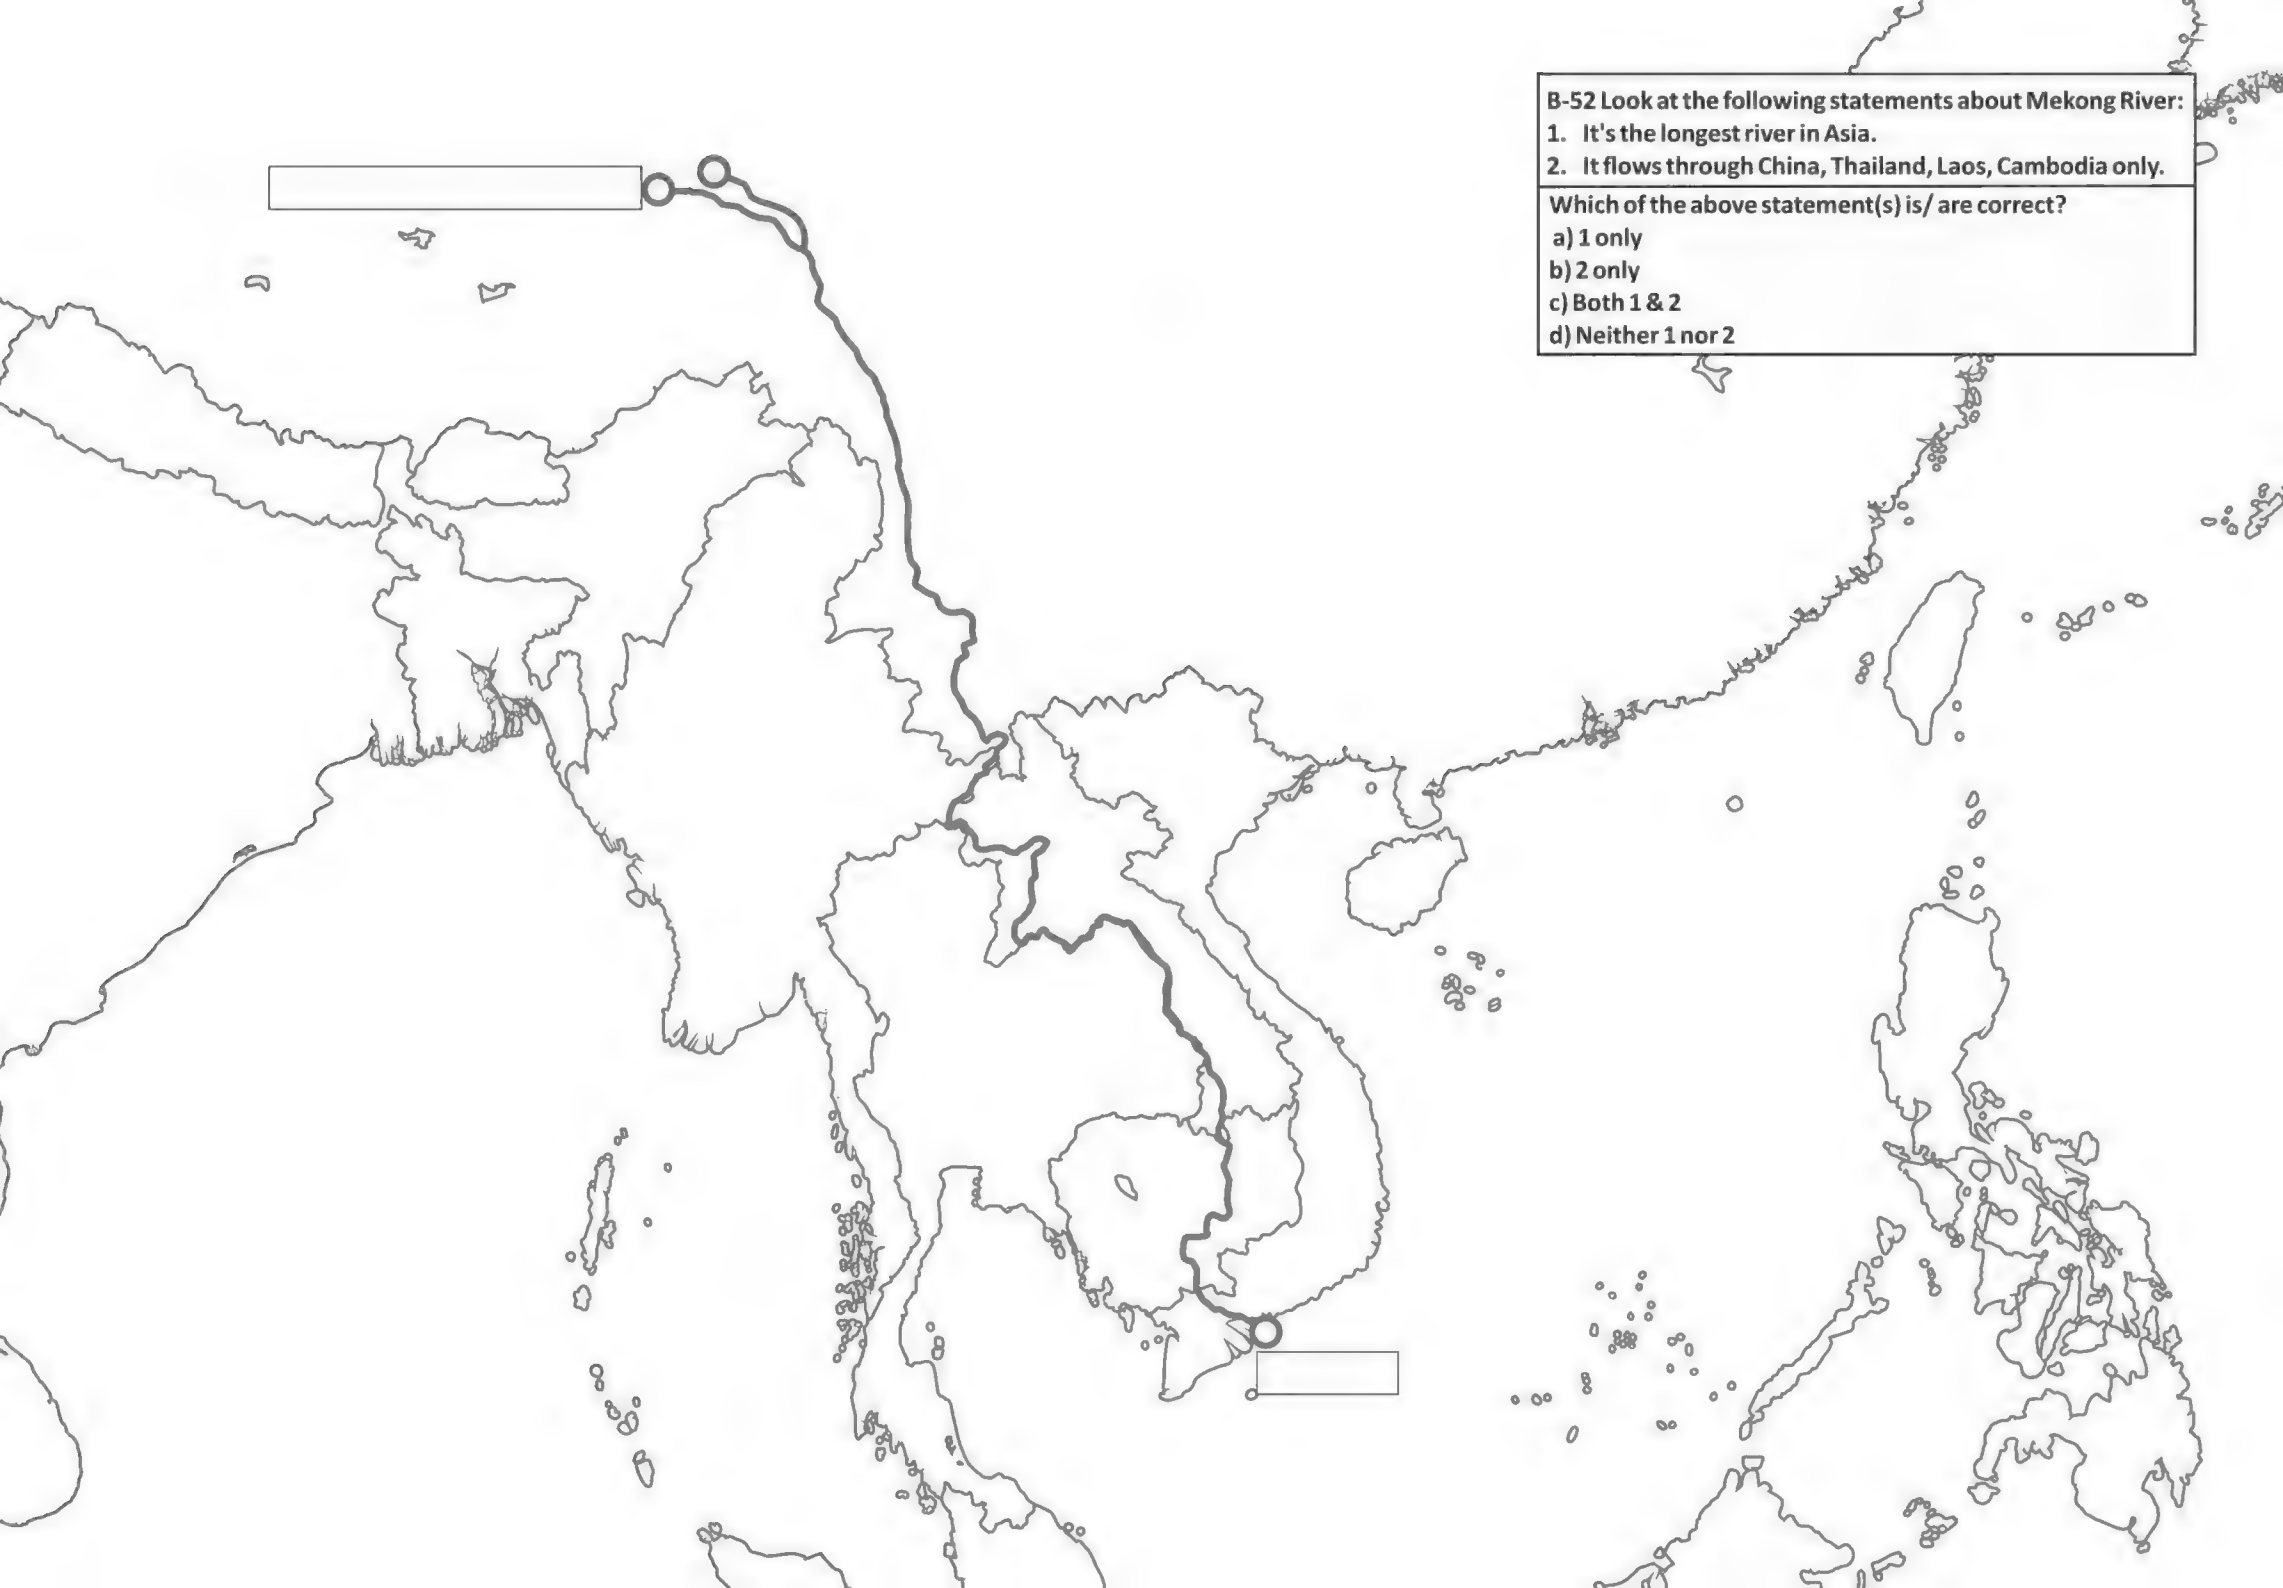 B-52 Look at the following statements about Mekong River:
1. It's the longest river in Asia.
2. It flows through China, Thailand, Laos, Cambodia only.
Which of the above statement(s) is/ are correct?
a) 1 only
b) 2 only
c) Both 1 & 2
d) Neither 1 nor 2